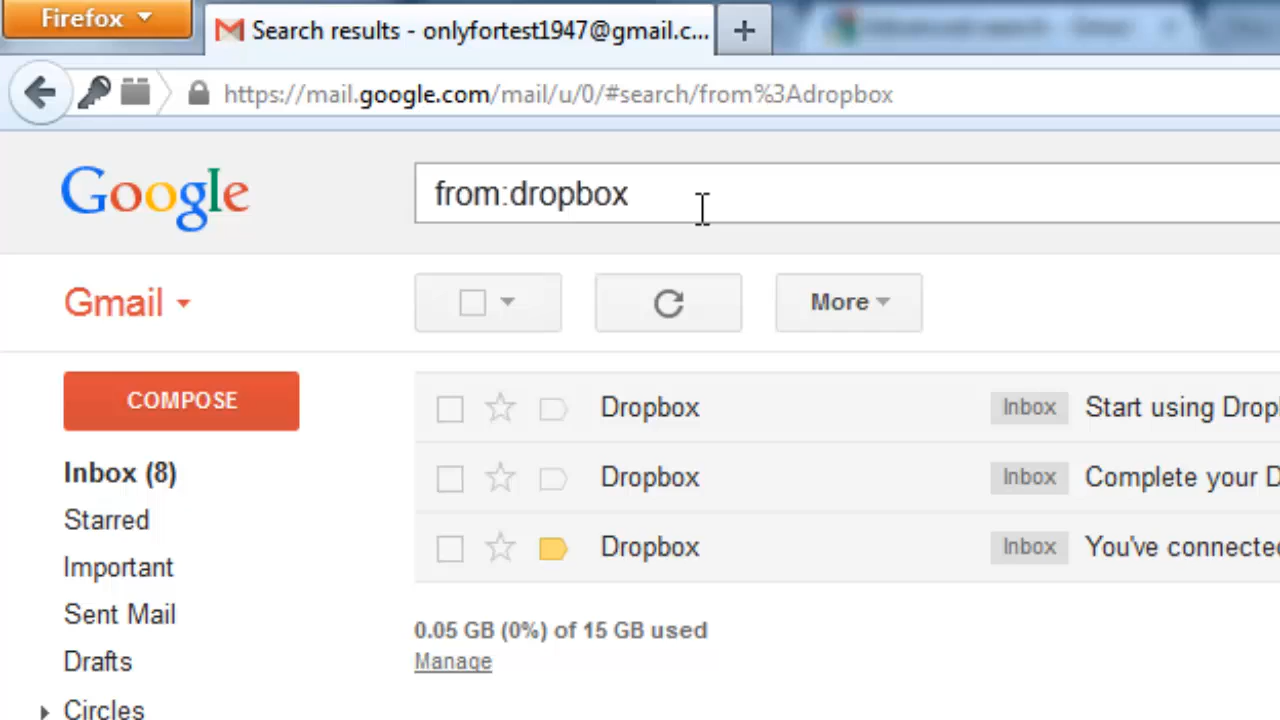 Firefox
Search results - onlyfortest1947@gmail.c...
https://mail.google.com/mail/u/0/#search/from%3Adropbox
Google
from:dropbox
Gmail
More
COMPOSE
Dropbox Inbox Start using Drop
Inbox (8)
Dropbox Inbox Complete your D
Starred
Dropbox Inbox You've connected
Important
Sent Mail
0.05 GB (0%) of 15 GB used
Drafts
Manage
Circles